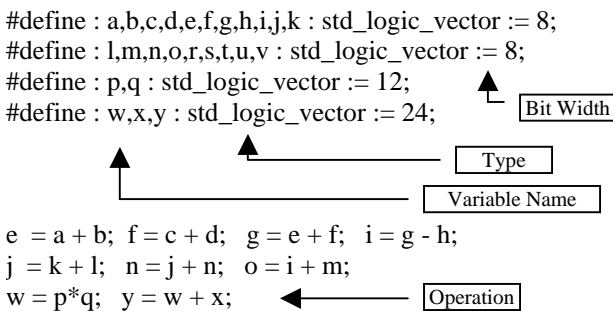 #define : a,b,c,d,e,f,g,h,i,j,k : std_logic_vector := 8;
#define : l,m,n,o,r,s,t,u,v : std_logic_vector := 8;
#define : p,q : std_logic_vector := 12;
#define : w,x,y : std_logic_vector := 24;
Bit Width
Type
Variable Name
e = a + b; f = c + d; g = e + f; i = g - h;
j = k + l; n = j + n; o = i + m;
w = p*q; y = w + x;
Operation